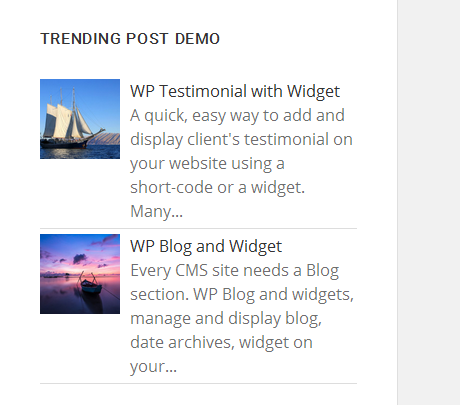 TRENDING POST DEMO
WP Testimonial with Widget
A quick, easy way to add and
display client's testimonial on
your website using a
short-code or a widget.
Many...
WP Blog and Widget
Every CMS site needs a Blog
section. WP Blog and widgets,
manage and display blog,
date archives, widget on
your...